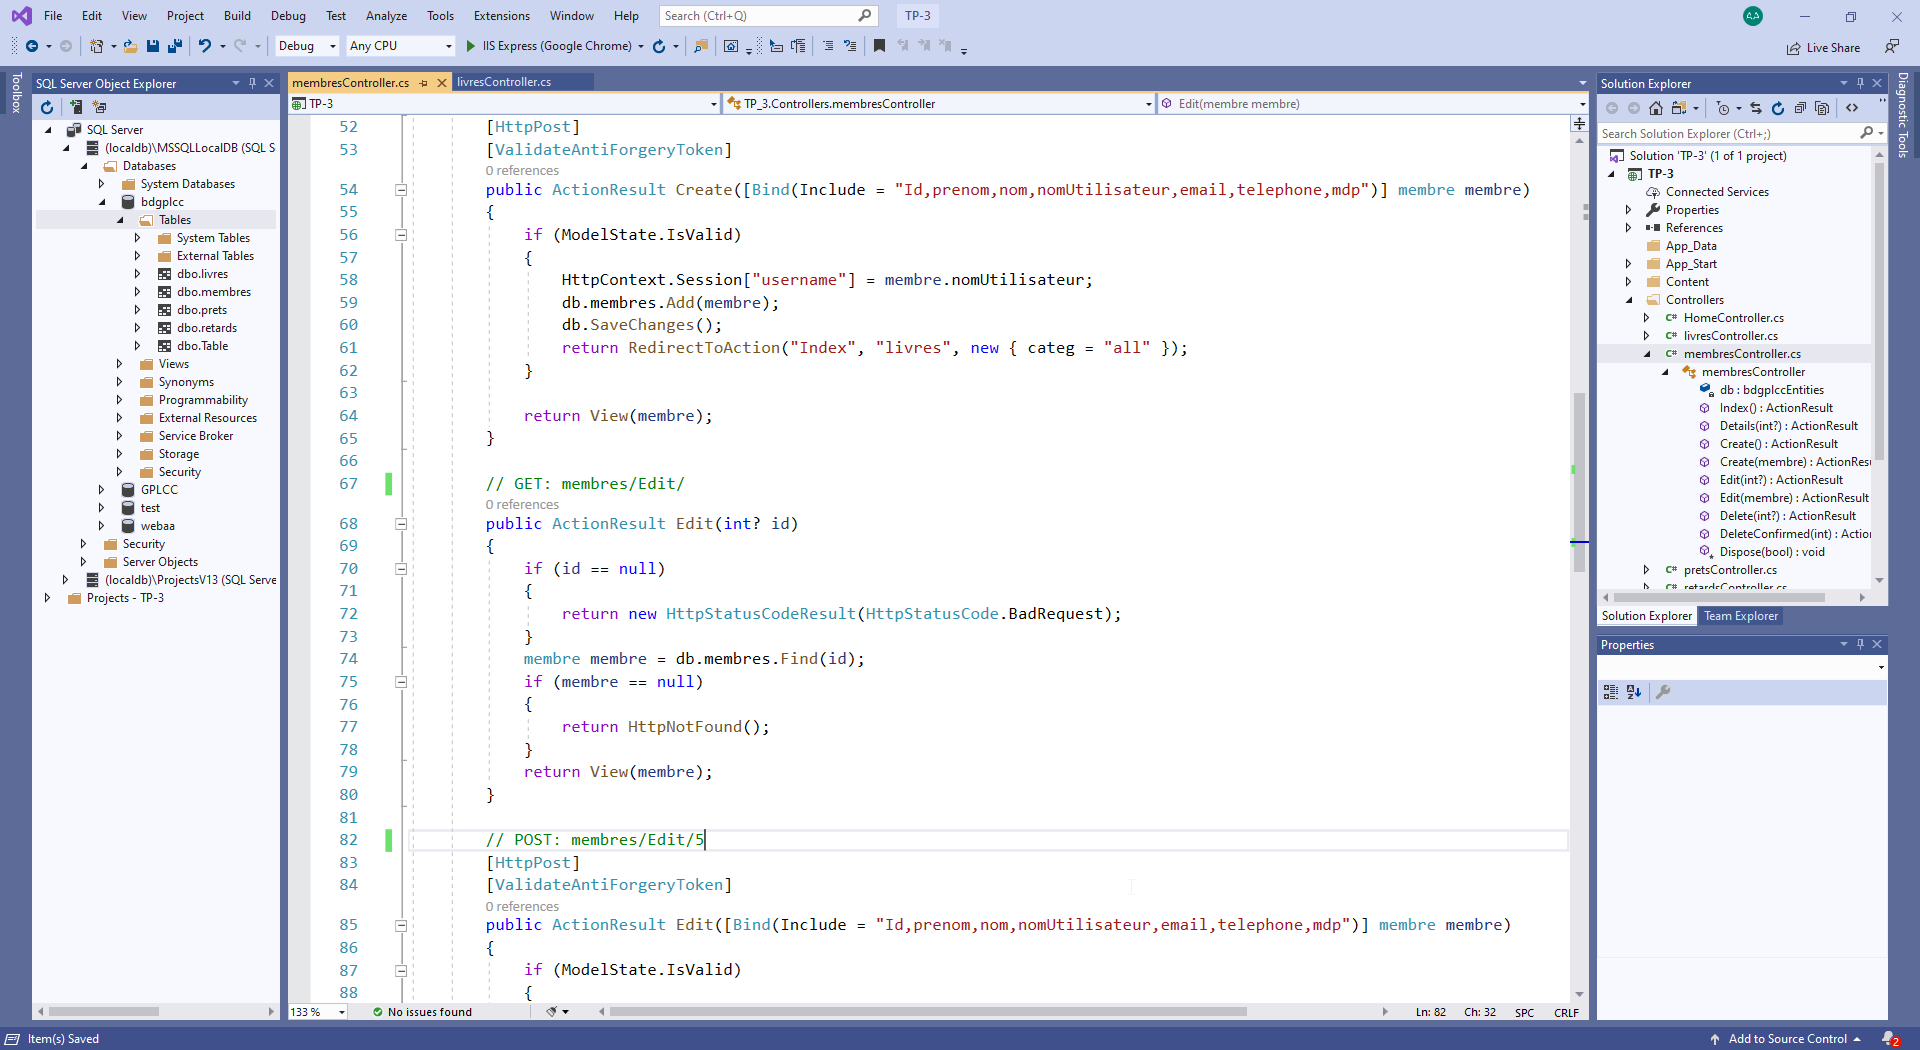 File Edit View Project Build Debug Test Analyze Tools Extensions Window Help Search (Ctrl+Q) TP-3 AA
Debug Any CPU IIS Express (Google Chrome) Live Share
Toolbox
SQL Server Object Explorer
SQL Server
(localdb)\MSSQLLocalDB (SQL S
Databases
System Databases
bdgplcc
Tables
System Tables
External Tables
dbo.livres
dbo.membres
dbo.prets
dbo.retards
dbo.Table
Views
Synonyms
Programmability
External Resources
Service Broker
Storage
Security
GPLCC
test
webaa
Security
Server Objects
(localdb)\ProjectsV13 (SQL Serve
Projects - TP-3
membresController.cs livresController.cs
TP-3 TP_3.Controllers.membresController Edit(membre membre)
52 [HttpPost]
53 [ValidateAntiForgeryToken]
0 references
54 public ActionResult Create([Bind(Include = "Id,prenom,nom,nomUtilisateur,email,telephone,mdp")] membre membre)
55 {
56 if (ModelState.IsValid)
57 {
58 HttpContext.Session["username"] = membre.nomUtilisateur;
59 db.membres.Add(membre);
60 db.SaveChanges();
61 return RedirectToAction("Index", "livres", new { categ = "all" });
62 }
63
64 return View(membre);
65 }
66
67 // GET: membres/Edit/
0 references
68 public ActionResult Edit(int? id)
69 {
70 if (id == null)
71 {
72 return new HttpStatusCodeResult(HttpStatusCode.BadRequest);
73 }
74 membre membre = db.membres.Find(id);
75 if (membre == null)
76 {
77 return HttpNotFound();
78 }
79 return View(membre);
80 }
81
82 // POST: membres/Edit/5
83 [HttpPost]
84 [ValidateAntiForgeryToken]
0 references
85 public ActionResult Edit([Bind(Include = "Id,prenom,nom,nomUtilisateur,email,telephone,mdp")] membre membre)
86 {
87 if (ModelState.IsValid)
88 {
133 % No issues found Ln: 82 Ch: 32 SPC CRLF
Solution Explorer
Search Solution Explorer (Ctrl+;)
Solution 'TP-3' (1 of 1 project)
TP-3
Connected Services
Properties
References
App_Data
App_Start
Content
Controllers
HomeController.cs
livresController.cs
membresController.cs
membresController
db : bdgplccEntities
Index() : ActionResult
Details(int?) : ActionResult
Create() : ActionResult
Create(membre) : ActionResu
Edit(int?) : ActionResult
Edit(membre) : ActionResult
Delete(int?) : ActionResult
DeleteConfirmed(int) : Action
Dispose(bool) : void
pretsController.cs
retardsController.cs
Solution Explorer Team Explorer
Properties
Diagnostic Tools
Item(s) Saved Add to Source Control 2